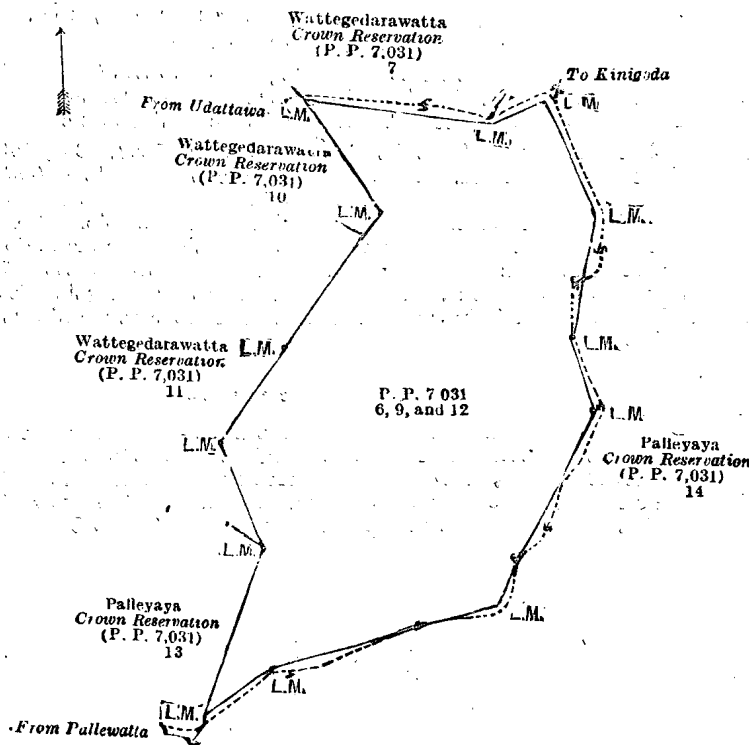 Wattegedarawatta
Crown Reservation
(P. P. 7,031)
7
To Kinigoda
From Udattawa
L.M.
L.M.
L.M.
Wattegedarawatta
Crown Reservation
(P. P. 7,031)
10
L.M.
L.M.
Wattegedarawatta
Crown Reservation
(P. P. 7,031)
11
L.M.
L.M.
P. P. 7 031
6, 9, and 12
L.M.
L.M.
Palleyaya
Crown Reservation
(P. P. 7,031)
14
L.M.
Palleyaya
Crown Reservation
(P. P. 7,031)
13
L.M.
L.M.
L.M.
From Pallewatta